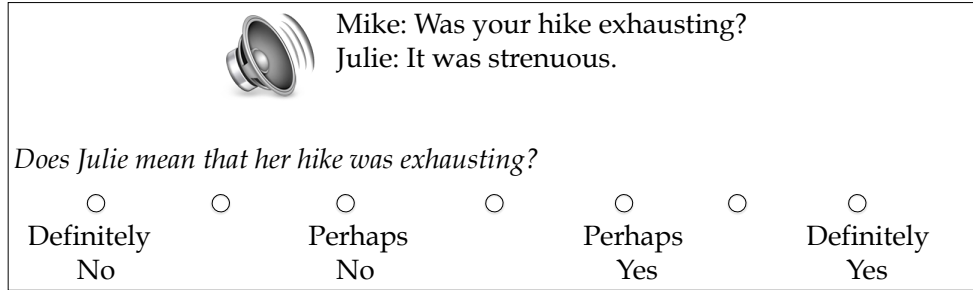 Mike: Was your hike exhausting?
Julie: It was strenuous.
Does Julie mean that her hike was exhausting?
Definitely Perhaps Perhaps Definitely
No No Yes Yes